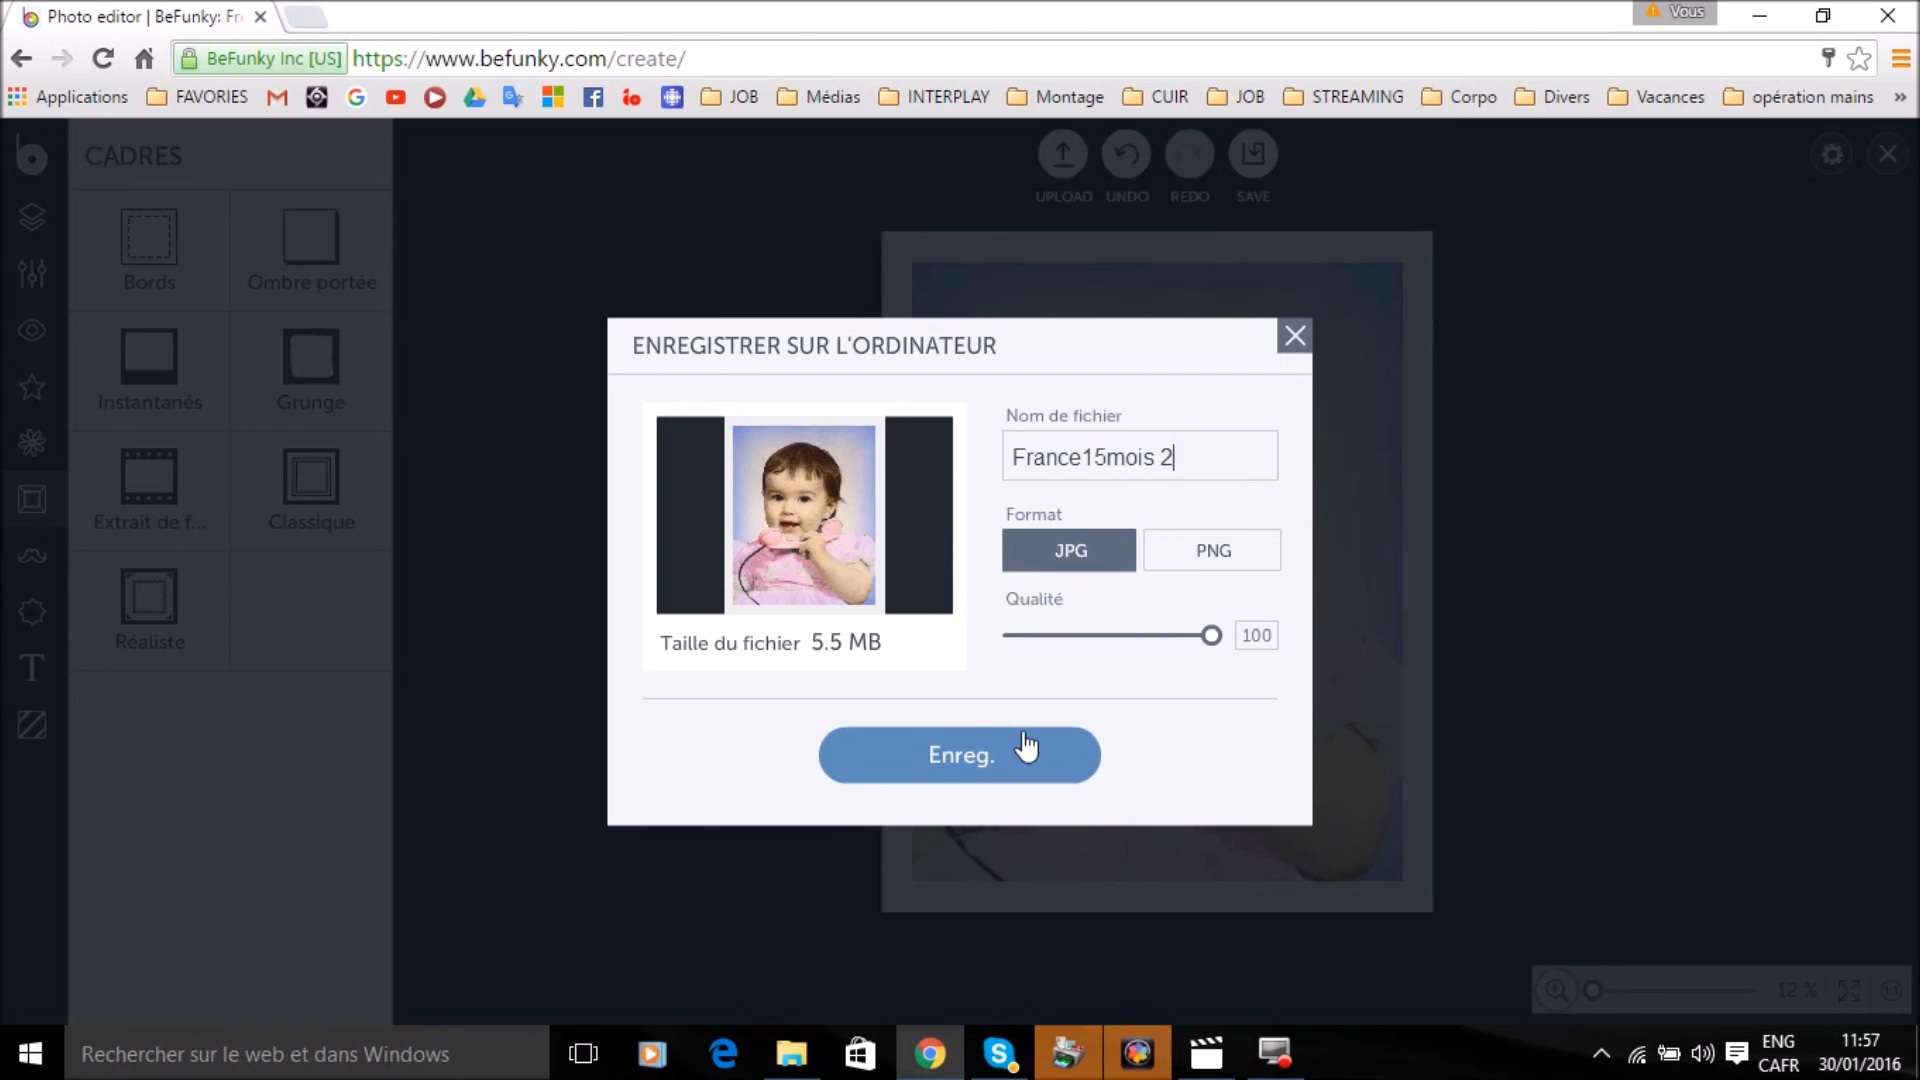 Photo editor | BeFunky: Fr
Vous
BeFunky Inc [US] https://www.befunky.com/create/
Applications FAVORIES JOB Médias INTERPLAY Montage CUIR JOB STREAMING Corpo Divers Vacances opération mains »
CADRES
UPLOAD UNDO REDO SAVE
Bords Ombre portée
Instantanés Grunge
Extrait de f... Classique
Réaliste
ENREGISTRER SUR L'ORDINATEUR
Nom de fichier
France15mois 2
Format
JPG PNG
Qualité
100
Taille du fichier 5.5 MB
Enreg.
12 %
Rechercher sur le web et dans Windows
ENG
CAFR
11:57
30/01/2016